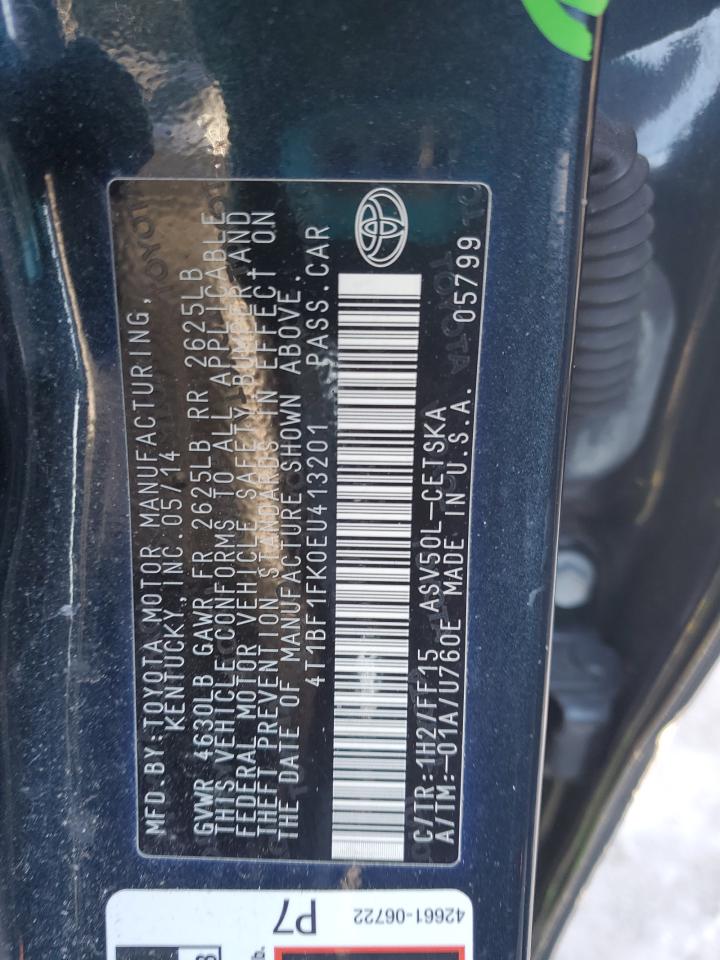 MFD.BY:TOYOTA MOTOR MANUFACTURING,
KENTUCKY, INC.05/14
GVWR 4630LB GAWR FR 2625LB RR 2625LB
THIS VEHICLE CONFORMS TO ALL APPLICABLE
FEDERAL MOTOR VEHICLE SAFETY, BUMPER, AND
THEFT PREVENTION STANDARDS IN EFFECT ON
THE DATE OF MANUFACTURE SHOWN ABOVE.
4T1BF1FK0EU413201 PASS.CAR
C/TR:1H2/FF15 ASV50L-CETSKA
A/TM:-01A/U760E MADE IN U.S.A. 05799
P7
42661-06722